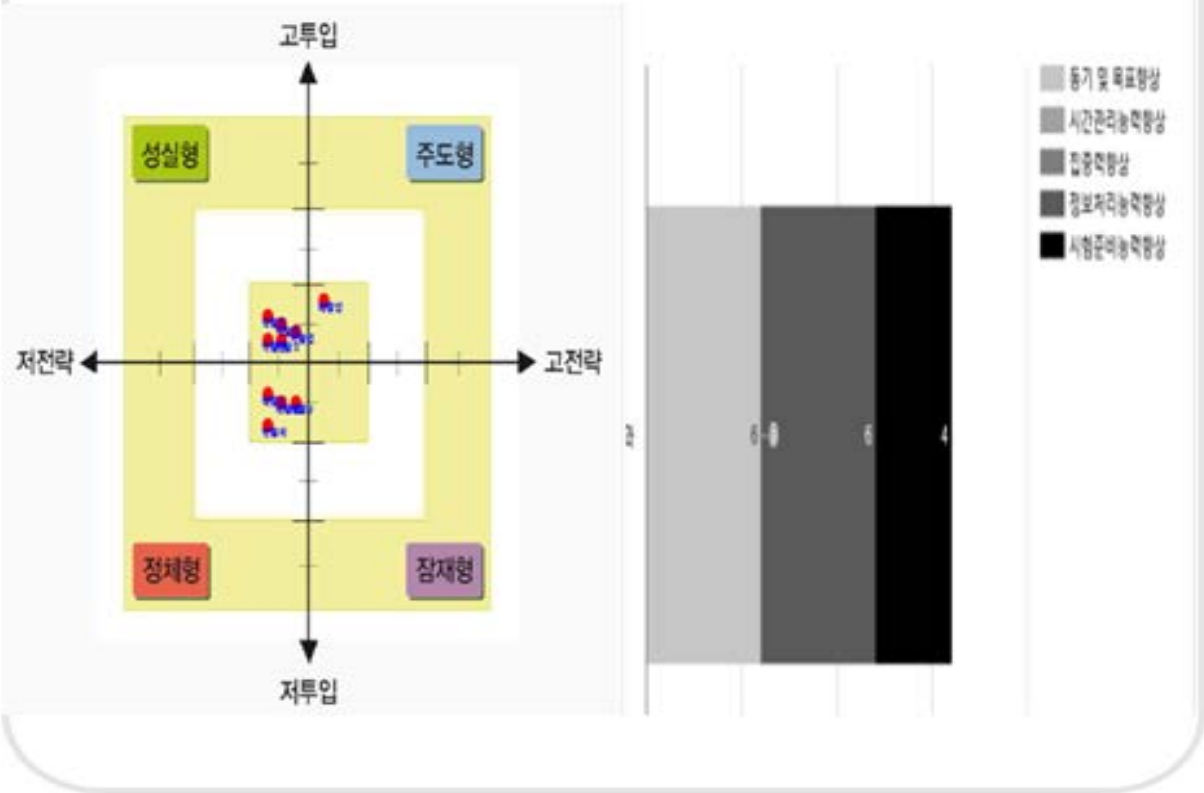 고투입
성실형
주도형
저전략
고전략
정체형
잠재형
저투입
동기 및 목표향상
시간관리능력향상
집중력향상
정보처리능력향상
시험준비능력향상
6
6
4